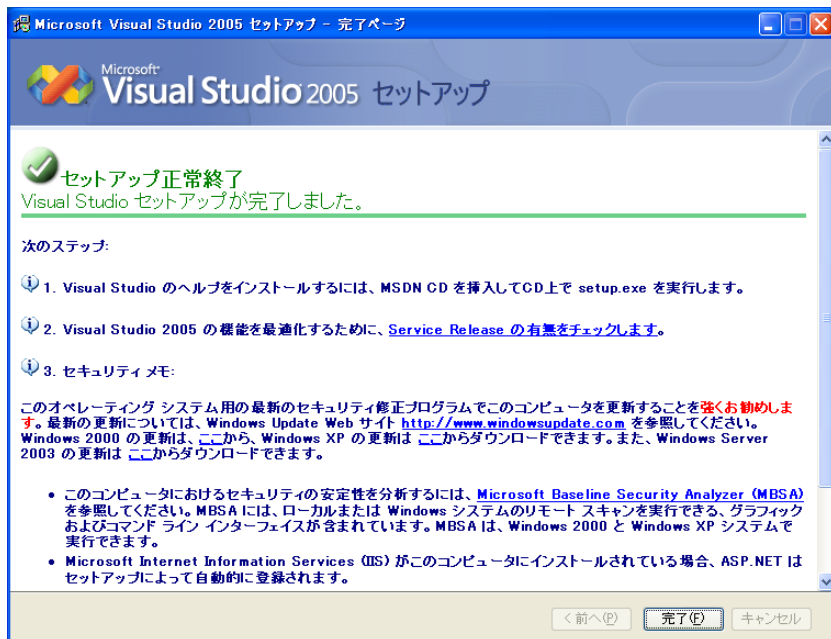 Microsoft Visual Studio 2005 セットアップ - 完了ページ
Microsoft
Visual Studio 2005 セットアップ
セットアップ正常終了
Visual Studio セットアップが完了しました。
次のステップ:
1. Visual Studio のヘルプをインストールするには、MSDN CD を挿入してCD上で setup.exe を実行します。
2. Visual Studio 2005 の機能を最適化するために、Service Release の有無をチェックします。
3. セキュリティ メモ:
このオペレーティング システム用の最新のセキュリティ修正プログラムでこのコンピュータを更新することを強くお勧めしま
す。最新の更新については、Windows Update Web サイト http://www.windowsupdate.com を参照してください。
Windows 2000 の更新は、ここから、Windows XP の更新は ここからダウンロードできます。また、Windows Server
2003 の更新は ここからダウンロードできます。
• このコンピュータにおけるセキュリティの安定性を分析するには、Microsoft Baseline Security Analyzer (MBSA)
を参照してください。MBSA には、ローカルまたは Windows システムのリモート スキャンを実行できる、グラフィック
およびコマンド ライン インターフェイスが含まれています。MBSA は、Windows 2000 と Windows XP システムで
実行できます。
• Microsoft Internet Information Services (IIS) がこのコンピュータにインストールされている場合、ASP.NET は
セットアップによって自動的に登録されます。
<前へ(P) 完了(F) キャンセル